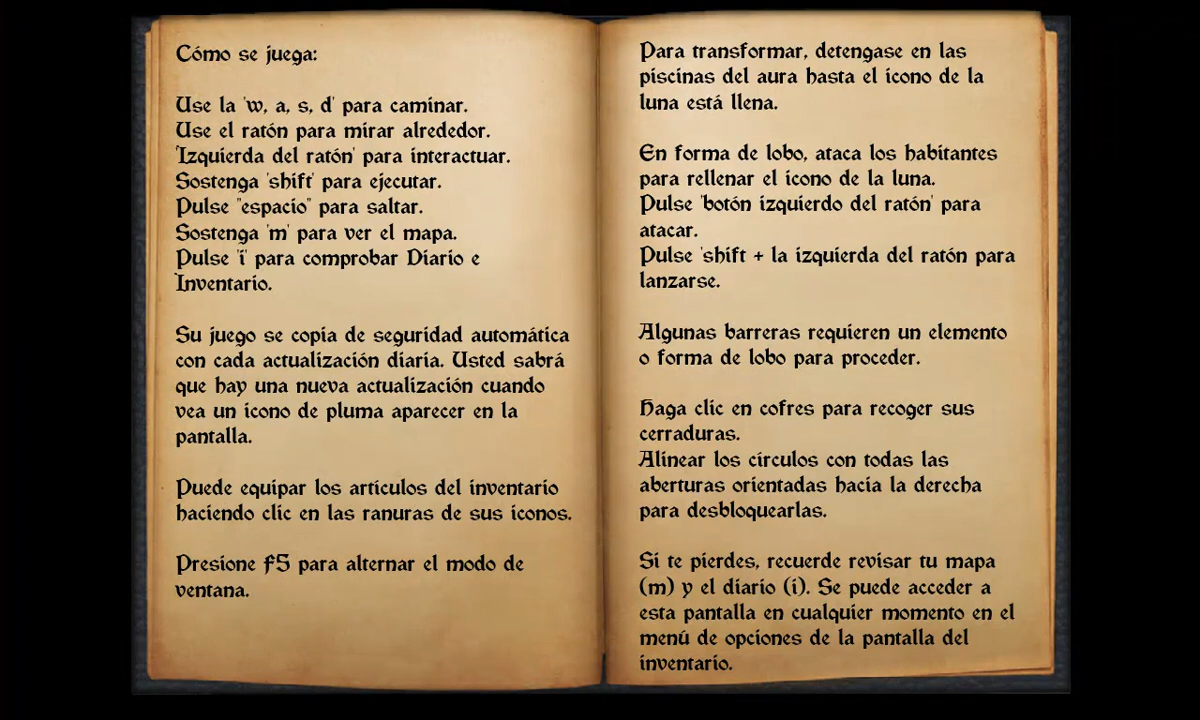 Cómo se juega:
Use la 'w, a, s, d' para caminar.
Use el ratón para mirar alrededor.
'Izquierda del ratón' para interactuar.
Sostenga 'shift' para ejecutar.
Pulse "espacio" para saltar.
Sostenga 'm' para ver el mapa.
Pulse 'i' para comprobar Diario e
Inventario.
Su juego se copia de seguridad automática
con cada actualización diaria. Usted sabrá
que hay una nueva actualización cuando
vea un icono de pluma aparecer en la
pantalla.
Puede equipar los artículos del inventario
haciendo clic en las ranuras de sus iconos.
Presione f5 para alternar el modo de
ventana.
Para transformar, detengase en las
piscinas del aura hasta el icono de la
luna está llena.
En forma de lobo, ataca los habitantes
para rellenar el icono de la luna.
Pulse 'botón izquierdo del ratón' para
atacar.
Pulse 'shift + la izquierda del ratón para
lanzarse.
Algunas barreras requieren un elemento
o forma de lobo para proceder.
Haga clic en cofres para recoger sus
cerraduras.
Alinear los círculos con todas las
aberturas orientadas hacia la derecha
para desbloquearlas.
Si te pierdes, recuerde revisar tu mapa
(m) y el diario (i). Se puede acceder a
esta pantalla en cualquier momento en el
menú de opciones de la pantalla del
inventario.